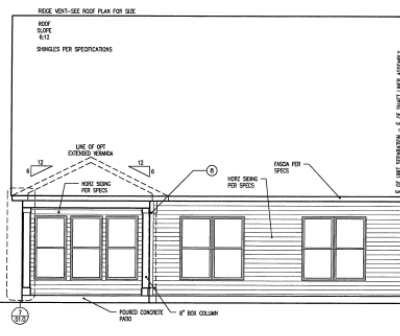 RIDGE VENT-SEE ROOF PLAN FOR SIZE
ROOF
SLOPE
6:12
SHINGLES PER SPECIFICATIONS
LINE OF OPT
EXTENDED VERANDA
12
6
12
6
HORZ SIDING
PER SPECS
8
HORZ SIDING
PER SPECS
FASCIA PER
SPECS
POURED CONCRETE
PATIO
8" BOX COLUMN
7